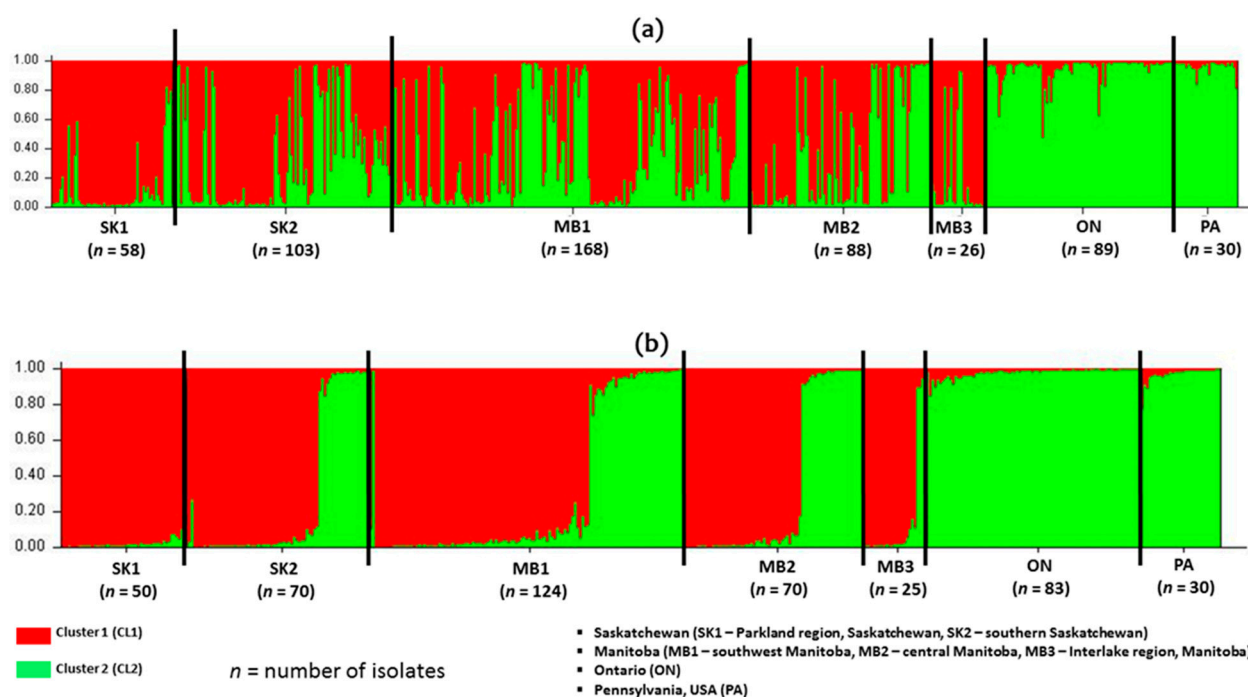 (a)
1.00
0.80
0.60
0.40
0.20
0.00
SK1 SK2 MB1 MB2 MB3 ON PA
(n = 58) (n = 103) (n = 168) (n = 88) (n = 26) (n = 89) (n = 30)
(b)
1.00
0.80
0.60
0.40
0.20
0.00
SK1 SK2 MB1 MB2 MB3 ON PA
(n = 50) (n = 70) (n = 124) (n = 70) (n = 25) (n = 83) (n = 30)
Cluster 1 (CL1)
Cluster 2 (CL2)
n = number of isolates
▪ Saskatchewan (SK1 – Parkland region, Saskatchewan, SK2 – southern Saskatchewan)
▪ Manitoba (MB1 – southwest Manitoba, MB2 – central Manitoba, MB3 – Interlake region, Manitoba)
▪ Ontario (ON)
▪ Pennsylvania, USA (PA)